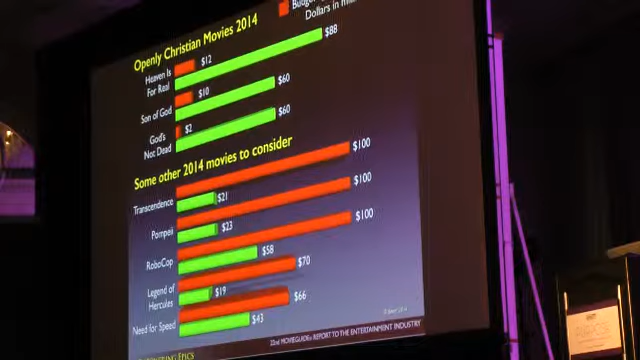 Openly Christian Movies 2014
Dollars in
$12
Heaven Is
For Real
$88
$10
Son of God
$60
$2
God's
Not Dead
$60
Some other 2014 movies to consider
$100
Transcendence
$21
$100
Pompeii
$23
$100
RoboCop
$58
$70
Legend of
Hercules
$19
$66
Need for Speed
$43
22nd MOVIEGUIDE® REPORT TO THE ENTERTAINMENT INDUSTRY
EPICS